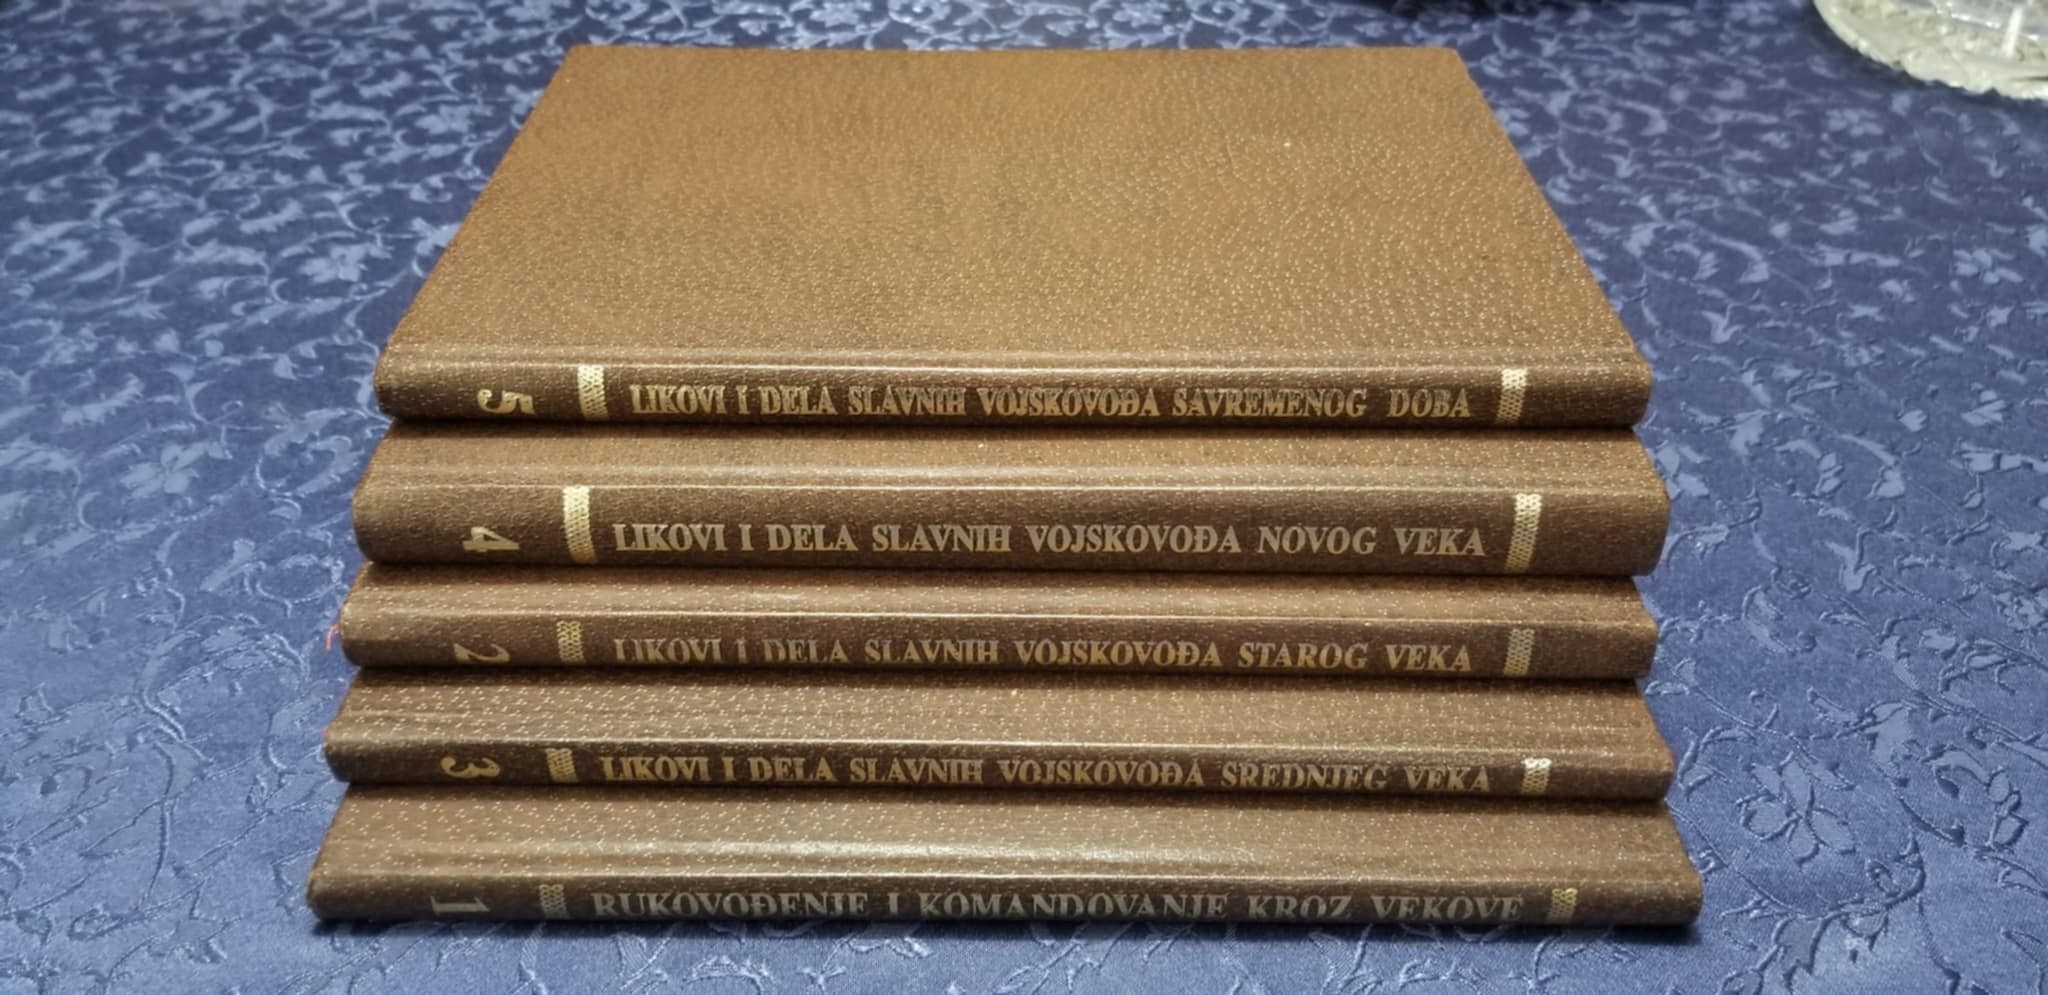 5 LIKOVI I DELA SLAVNIH VOJSKOVOĐA SAVREMENOG DOBA
4 LIKOVI I DELA SLAVNIH VOJSKOVOĐA NOVOG VEKA
2 LIKOVI I DELA SLAVNIH VOJSKOVOĐA STAROG VEKA
3 LIKOVI I DELA SLAVNIH VOJSKOVOĐA SREDNJEG VEKA
1 RUKOVOĐENJE I KOMANDOVANJE KROZ VEKOVE